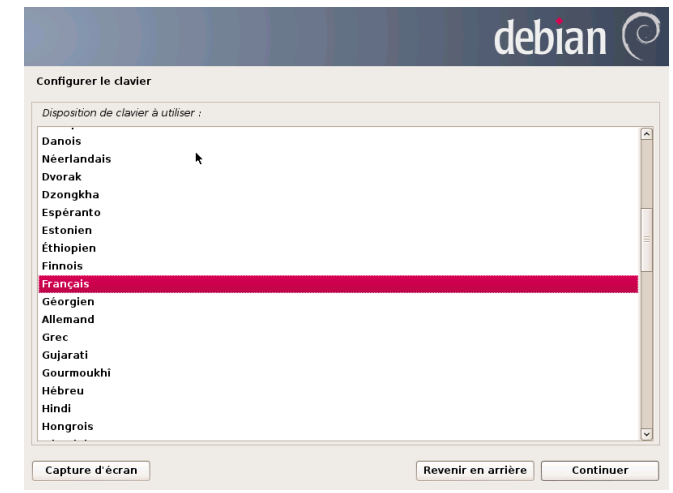 debian
Configurer le clavier
Disposition de clavier à utiliser :
Danois
Néerlandais
Dvorak
Dzongkha
Espéranto
Estonien
Éthiopien
Finnois
Français
Géorgien
Allemand
Grec
Gujarati
Gourmoukhî
Hébreu
Hindi
Hongrois
Capture d'écran
Revenir en arrière
Continuer